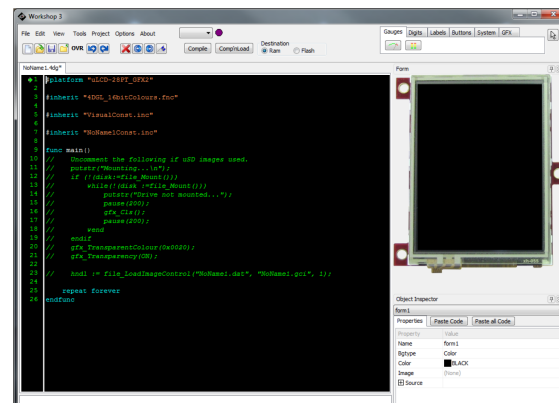 Workshop 3
File Edit View Tools Project Options About
OVR
Compile
Comp'nLoad
Destination
Ram
Flash
Gauges Digits Labels Buttons System GFX
NoName1.4dg*
1 #platform "uLCD-28PT_GFX2"
2
3 #inherit "4DGL_16bitColours.fnc"
4
5 #inherit "VisualConst.inc"
6
7 #inherit "NoName1Const.inc"
8
9 func main()
10 // Uncomment the following if uSD images used.
11 // putstr("Mounting...\n");
12 // if (!(disk:=file_Mount()))
13 // while(!(disk :=file_Mount()))
14 // putstr("Drive not mounted...");
15 // pause(200);
16 // gfx_Cls();
17 // pause(200);
18 // wend
19 // endif
20 // gfx_TransparentColour(0x0020);
21 // gfx_Transparency(ON);
22
23 // hndl := file_LoadImageControl("NoName1.dat", "NoName1.gci", 1);
24
25 repeat forever
26 endfunc
Form
Object Inspector
form1
Properties
Paste Code
Paste all Code
Property Value
Name form1
Bgtype Color
Color BLACK
Image (None)
Source